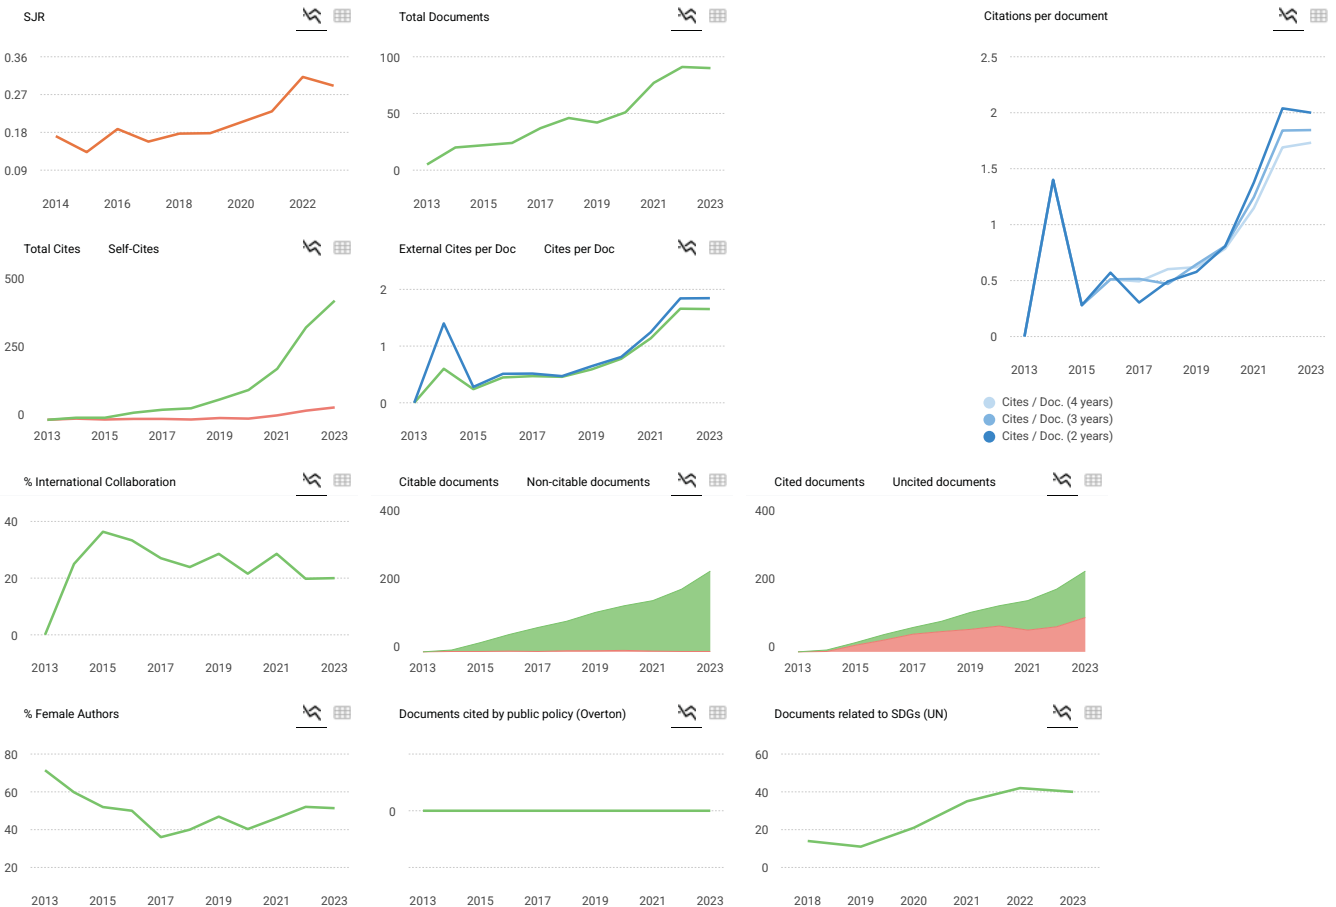 SJR
0.36
0.27
0.18
0.09
2014 2016 2018 2020 2022
Total Documents
100
50
0
2013 2015 2017 2019 2021 2023
Citations per document
2.5
2
1.5
1
0.5
0
2013 2015 2017 2019 2021 2023
Cites / Doc. (4 years)
Cites / Doc. (3 years)
Cites / Doc. (2 years)
Total Cites Self-Cites
500
250
0
2013 2015 2017 2019 2021 2023
External Cites per Doc Cites per Doc
2
1
0
2013 2015 2017 2019 2021 2023
% International Collaboration
40
20
0
2013 2015 2017 2019 2021 2023
Citable documents Non-citable documents
400
200
0
2013 2015 2017 2019 2021 2023
Cited documents Uncited documents
400
200
0
2013 2015 2017 2019 2021 2023
% Female Authors
80
60
40
20
2013 2015 2017 2019 2021 2023
Documents cited by public policy (Overton)
0
2013 2015 2017 2019 2021 2023
Documents related to SDGs (UN)
60
40
20
0
2018 2019 2020 2021 2022 2023